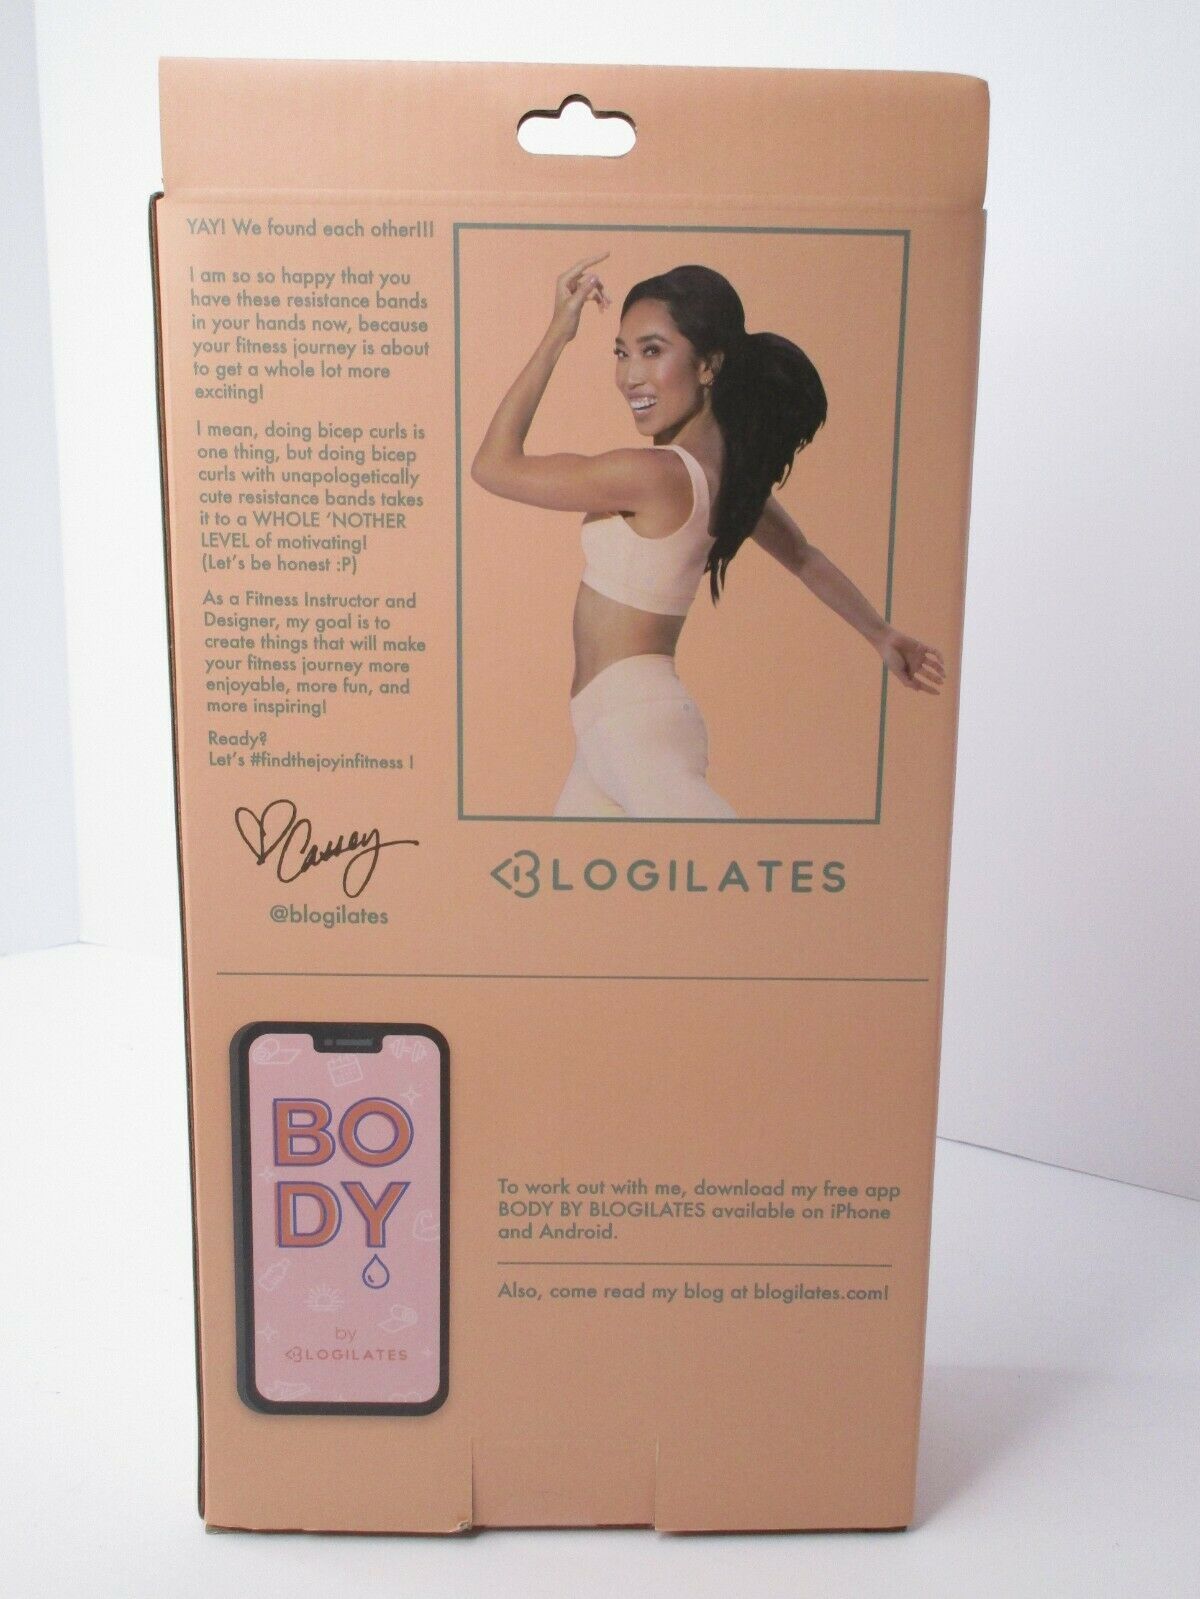 YAY! We found each other!!!
I am so so happy that you
have these resistance bands
in your hands now, because
your fitness journey is about
to get a whole lot more
exciting!
I mean, doing bicep curls is
one thing, but doing bicep
curls with unapologetically
cute resistance bands takes
it to a WHOLE ‘NOTHER
LEVEL of motivating!
(Let's be honest :P)
As a Fitness Instructor and
Designer, my goal is to
create things that will make
your fitness journey more
enjoyable, more fun, and
more inspiring!
Ready?
Let's #findthejoyinfitness !
Cassey
@blogilates
BLOGILATES
BO
DY
by
BLOGILATES
To work out with me, download my free app
BODY BY BLOGILATES available on iPhone
and Android.
Also, come read my blog at blogilates.com!